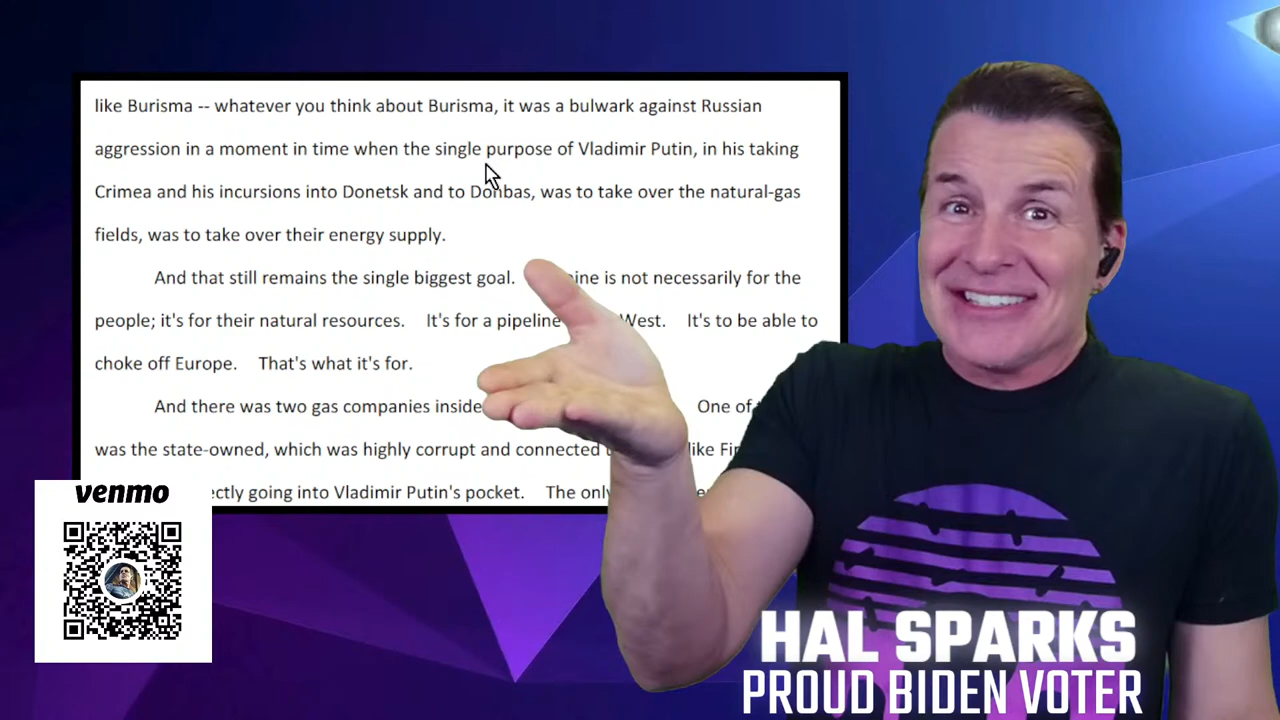 like Burisma -- whatever you think about Burisma, it was a bulwark against Russian
aggression in a moment in time when the single purpose of Vladimir Putin, in his taking
Crimea and his incursions into Donetsk and to Donbas, was to take over the natural-gas
fields, was to take over their energy supply.
And that still remains the single biggest goal. is not necessarily for the
people; it's for their natural resources. It's for a pipeline West. It's to be able to
choke off Europe. That's what it's for.
And there was two gas companies inside One of
was the state-owned, which was highly corrupt and connected like
going into Vladimir Putin's pocket. The only
venmo
HAL SPARKS
PROUD BIDEN VOTER